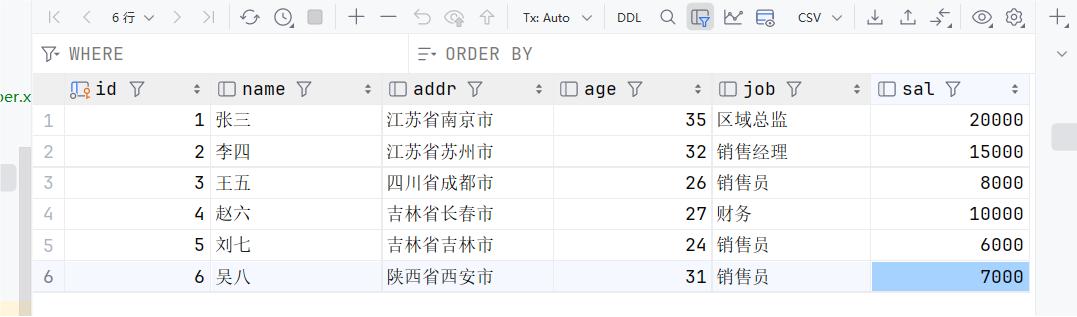 6 行 Tx: Auto DDL CSV
WHERE ORDER BY
per.x
id name addr age job sal
1 1 张三 江苏省南京市 35 区域总监 20000
2 2 李四 江苏省苏州市 32 销售经理 15000
3 3 王五 四川省成都市 26 销售员 8000
4 4 赵六 吉林省长春市 27 财务 10000
5 5 刘七 吉林省吉林市 24 销售员 6000
6 6 吴八 陕西省西安市 31 销售员 7000